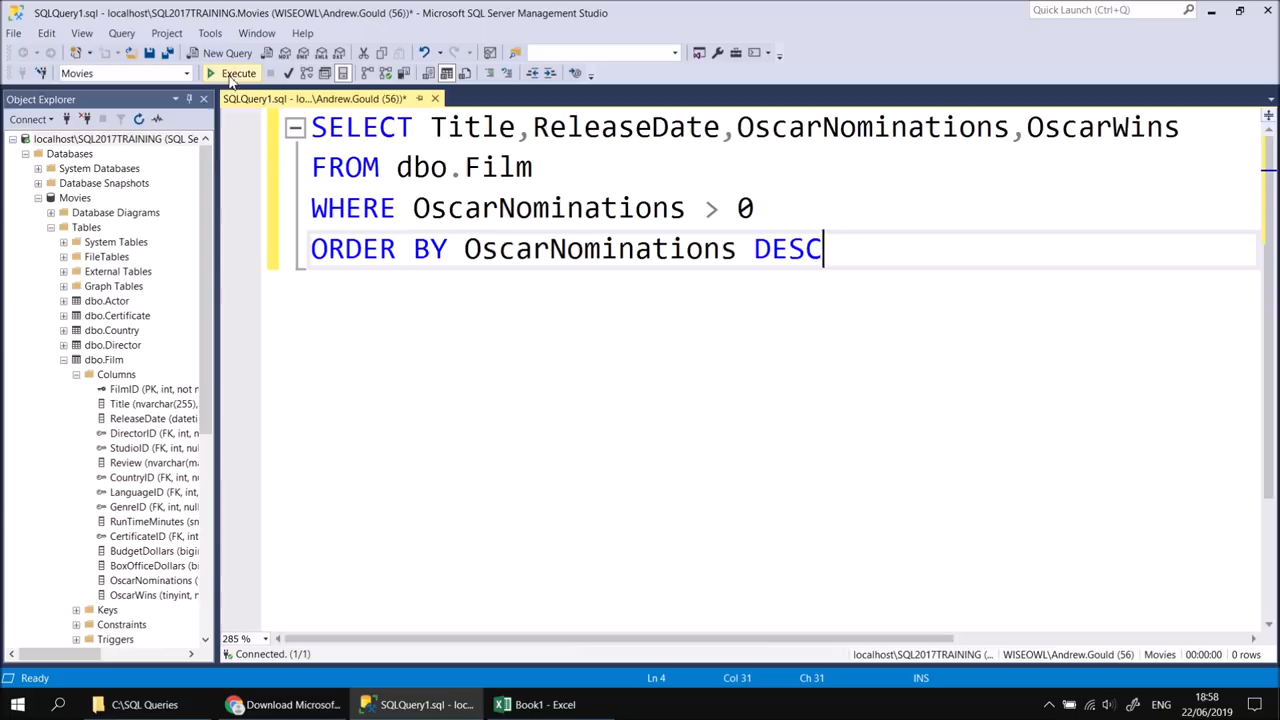 SQLQuery1.sql - localhost\SQL2017TRAINING.Movies (WISEOWL\Andrew.Gould (56))* - Microsoft SQL Server Management Studio
Quick Launch (Ctrl+Q)
File Edit View Query Project Tools Window Help
New Query
Movies
Execute
Object Explorer
SQLQuery1.sql - lo...\Andrew.Gould (56))*
Connect
localhost\SQL2017TRAINING (SQL Se
Databases
System Databases
Database Snapshots
Movies
Database Diagrams
Tables
System Tables
FileTables
External Tables
Graph Tables
dbo.Actor
dbo.Certificate
dbo.Country
dbo.Director
dbo.Film
Columns
FilmID (PK, int, not n
Title (nvarchar(255),
ReleaseDate (dateti
DirectorID (FK, int, n
StudioID (FK, int, nul
Review (nvarchar(ma
CountryID (FK, int, n
LanguageID (FK, int,
GenreID (FK, int, null
RunTimeMinutes (sn
CertificateID (FK, int,
BudgetDollars (bigir
BoxOfficeDollars (bi
OscarNominations (
OscarWins (tinyint, n
Keys
Constraints
Triggers
SELECT Title,ReleaseDate,OscarNominations,OscarWins
FROM dbo.Film
WHERE OscarNominations > 0
ORDER BY OscarNominations DESC
285 %
Connected. (1/1)
localhost\SQL2017TRAINING (... WISEOWL\Andrew.Gould (56) Movies 00:00:00 0 rows
Ready
Ln 4 Col 31 Ch 31 INS
C:\SQL Queries
Download Microsof...
SQLQuery1.sql - loc...
Book1 - Excel
ENG
18:58
22/06/2019